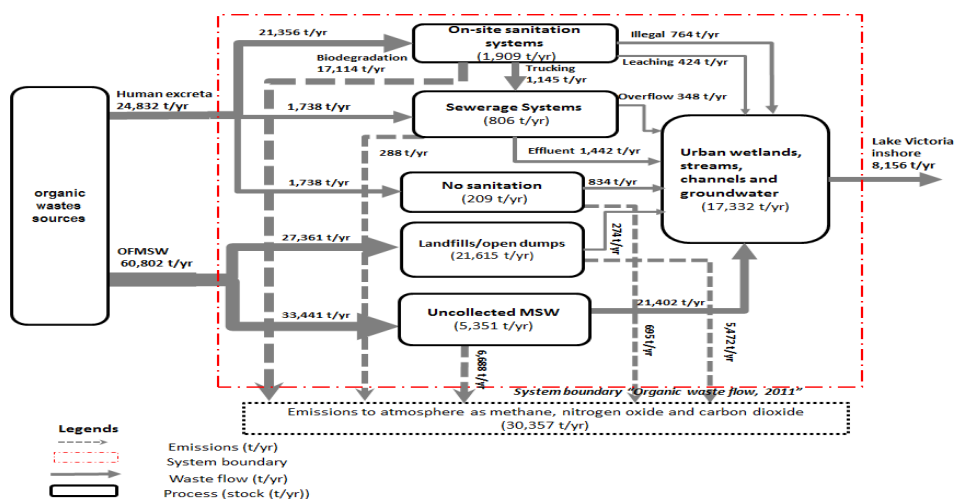 21,356 t/yr
On-site sanitation
systems
(1,909 t/yr)
Illegal 764 t/yr
Leaching 424 t/yr
Biodegradation
17,114 t/yr
Trucking
1,145 t/yr
Human excreta
24,832 t/yr
1,738 t/yr
Sewerage Systems
(806 t/yr)
Overflow 348 t/yr
288 t/yr
Effluent 1,442 t/yr
Urban wetlands,
streams,
channels and
groundwater
(17,332 t/yr)
Lake Victoria
inshore
8,156 t/yr
organic
wastes
sources
1,738 t/yr
No sanitation
(209 t/yr)
834 t/yr
OFMSW
60,802 t/yr
27,361 t/yr
Landfills/open dumps
(21,615 t/yr)
274t/yr
33,441 t/yr
Uncollected MSW
(5,351 t/yr)
21,402 t/yr
6,688 t/yr
695t/yr
5,472 t/yr
System boundary "Organic waste flow, 2011"
Emissions to atmosphere as methane, nitrogen oxide and carbon dioxide
(30,357 t/yr)
Legends
Emissions (t/yr)
System boundary
Waste flow (t/yr)
Process (stock (t/yr))